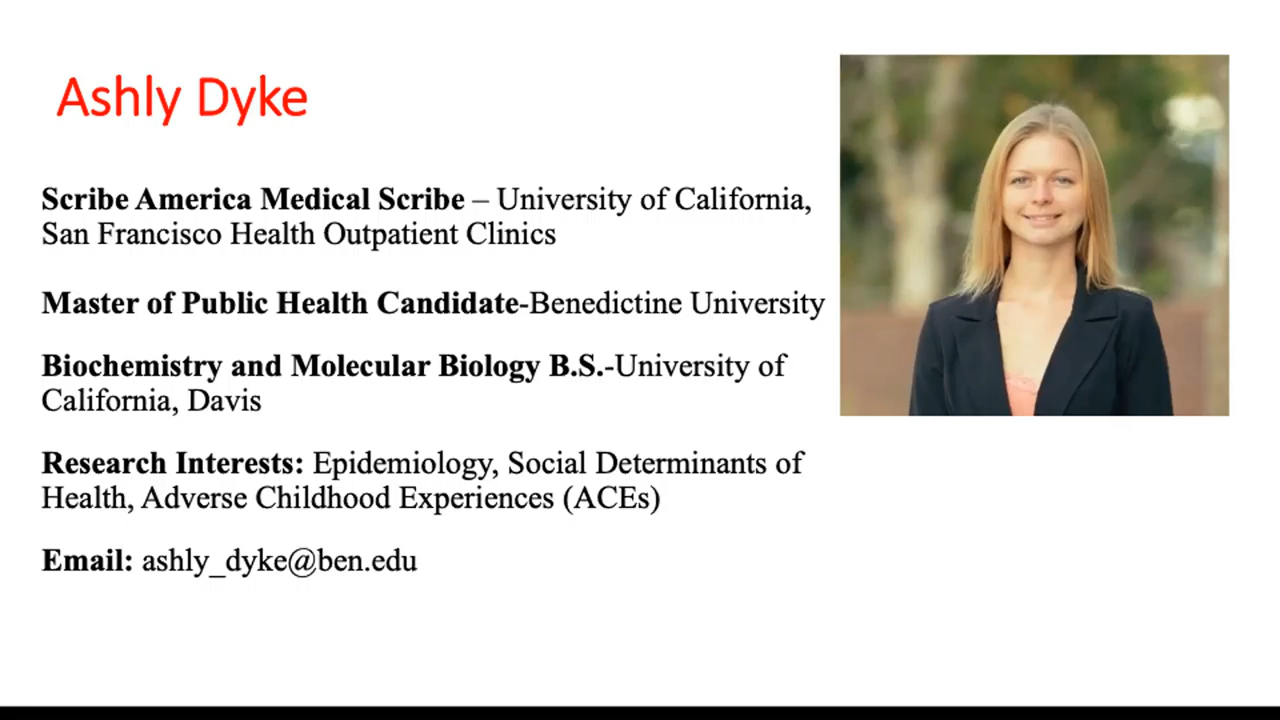 Ashly Dyke
Scribe America Medical Scribe – University of California,
San Francisco Health Outpatient Clinics
Master of Public Health Candidate-Benedictine University
Biochemistry and Molecular Biology B.S.-University of
California, Davis
Research Interests: Epidemiology, Social Determinants of
Health, Adverse Childhood Experiences (ACEs)
Email: ashly_dyke@ben.edu